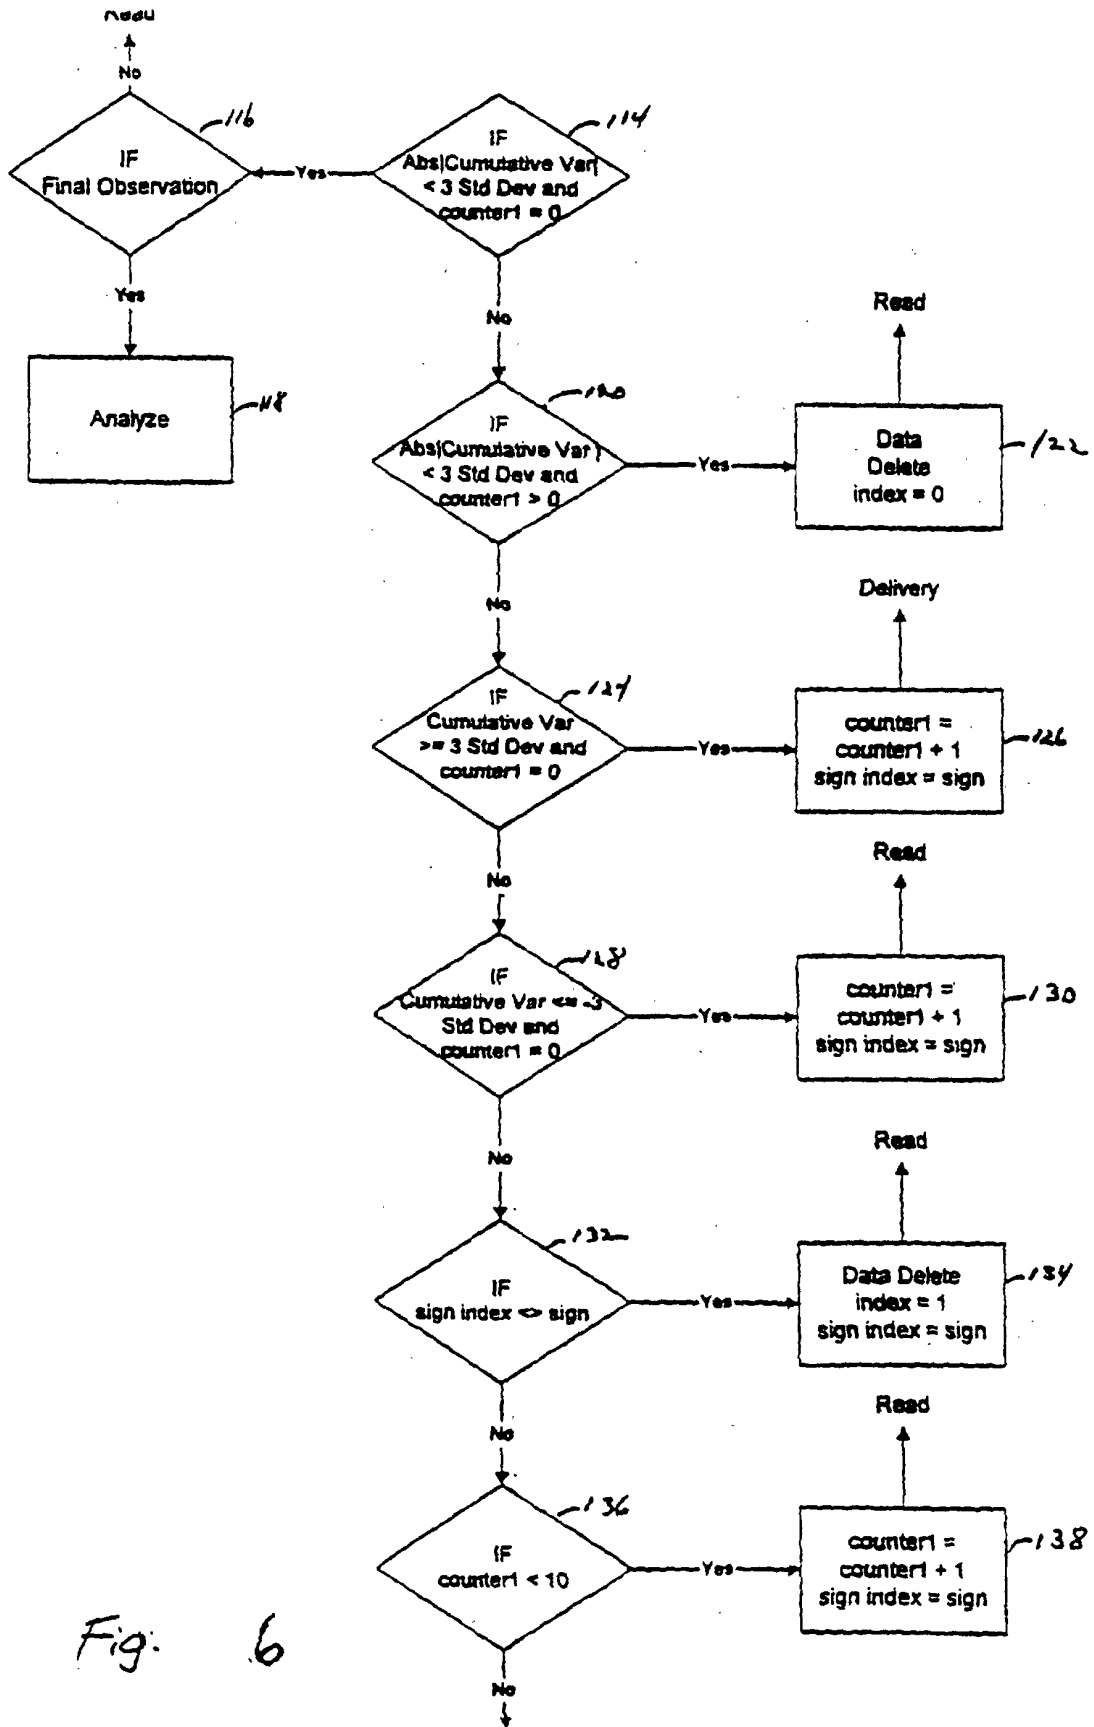 No
116
IF
Final Observation
Yes
Analyze
118
114
IF
Abs|Cumulative Var|
< 3 Std Dev and
counter1 = 0
Yes
No
120
IF
Abs|Cumulative Var|
< 3 Std Dev and
counter1 > 0
Yes
Read
Data
Delete
index = 0
122
No
124
IF
Cumulative Var
>= 3 Std Dev and
counter1 = 0
Yes
Delivery
counter1 =
counter1 + 1
sign index = sign
126
No
128
IF
Cumulative Var <= -3
Std Dev and
counter1 = 0
Yes
Read
counter1 =
counter1 + 1
sign index = sign
130
No
132
IF
sign index <> sign
Yes
Read
Data Delete
index = 1
sign index = sign
134
No
136
IF
counter1 < 10
Yes
Read
counter1 =
counter1 + 1
sign index = sign
138
No
Fig. 6